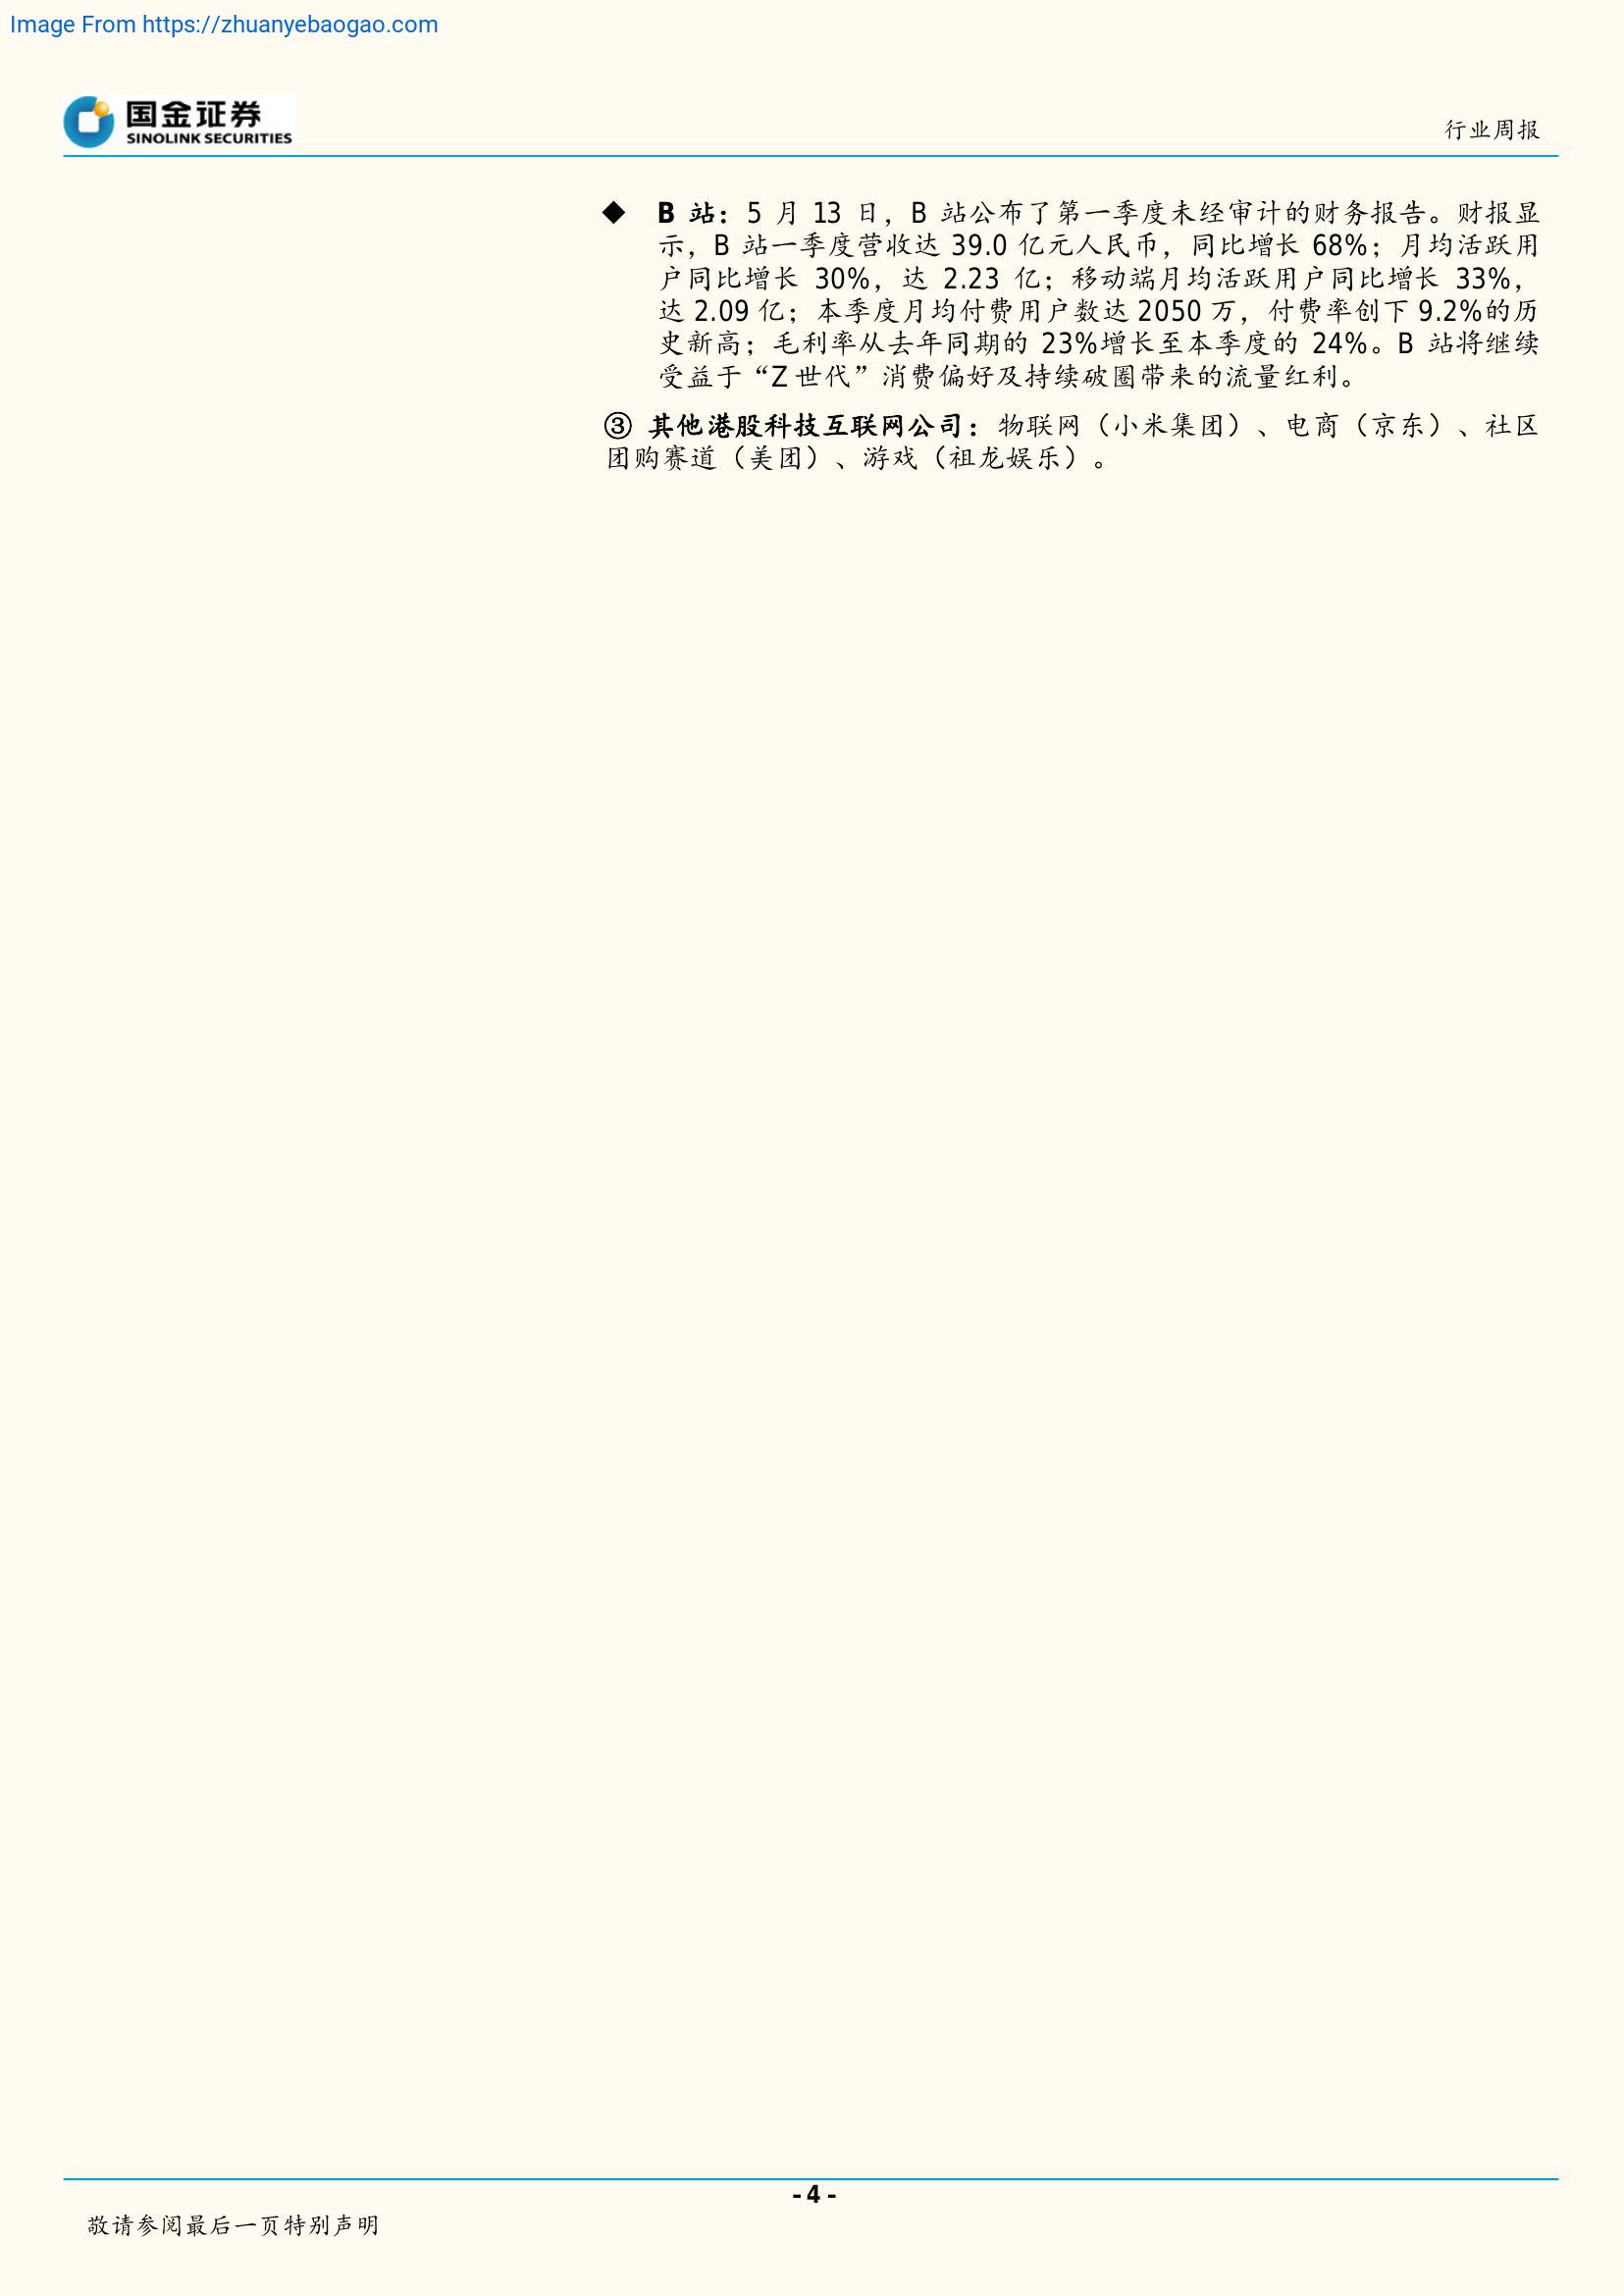 Image From https://zhuanyebaogao.com
国金证券
SINOLINK SECURITIES
行业周报
◆ B 站：5 月 13 日，B 站公布了第一季度未经审计的财务报告。财报显
示，B 站一季度营收达 39.0 亿元人民币，同比增长 68%；月均活跃用
户同比增长 30%，达 2.23 亿；移动端月均活跃用户同比增长 33%，
达 2.09 亿；本季度月均付费用户数达 2050 万，付费率创下 9.2%的历
史新高；毛利率从去年同期的 23%增长至本季度的 24%。B 站将继续
受益于“Z 世代”消费偏好及持续破圈带来的流量红利。
③ 其他港股科技互联网公司：物联网（小米集团）、电商（京东）、社区
团购赛道（美团）、游戏（祖龙娱乐）。
- 4 -
敬请参阅最后一页特别声明